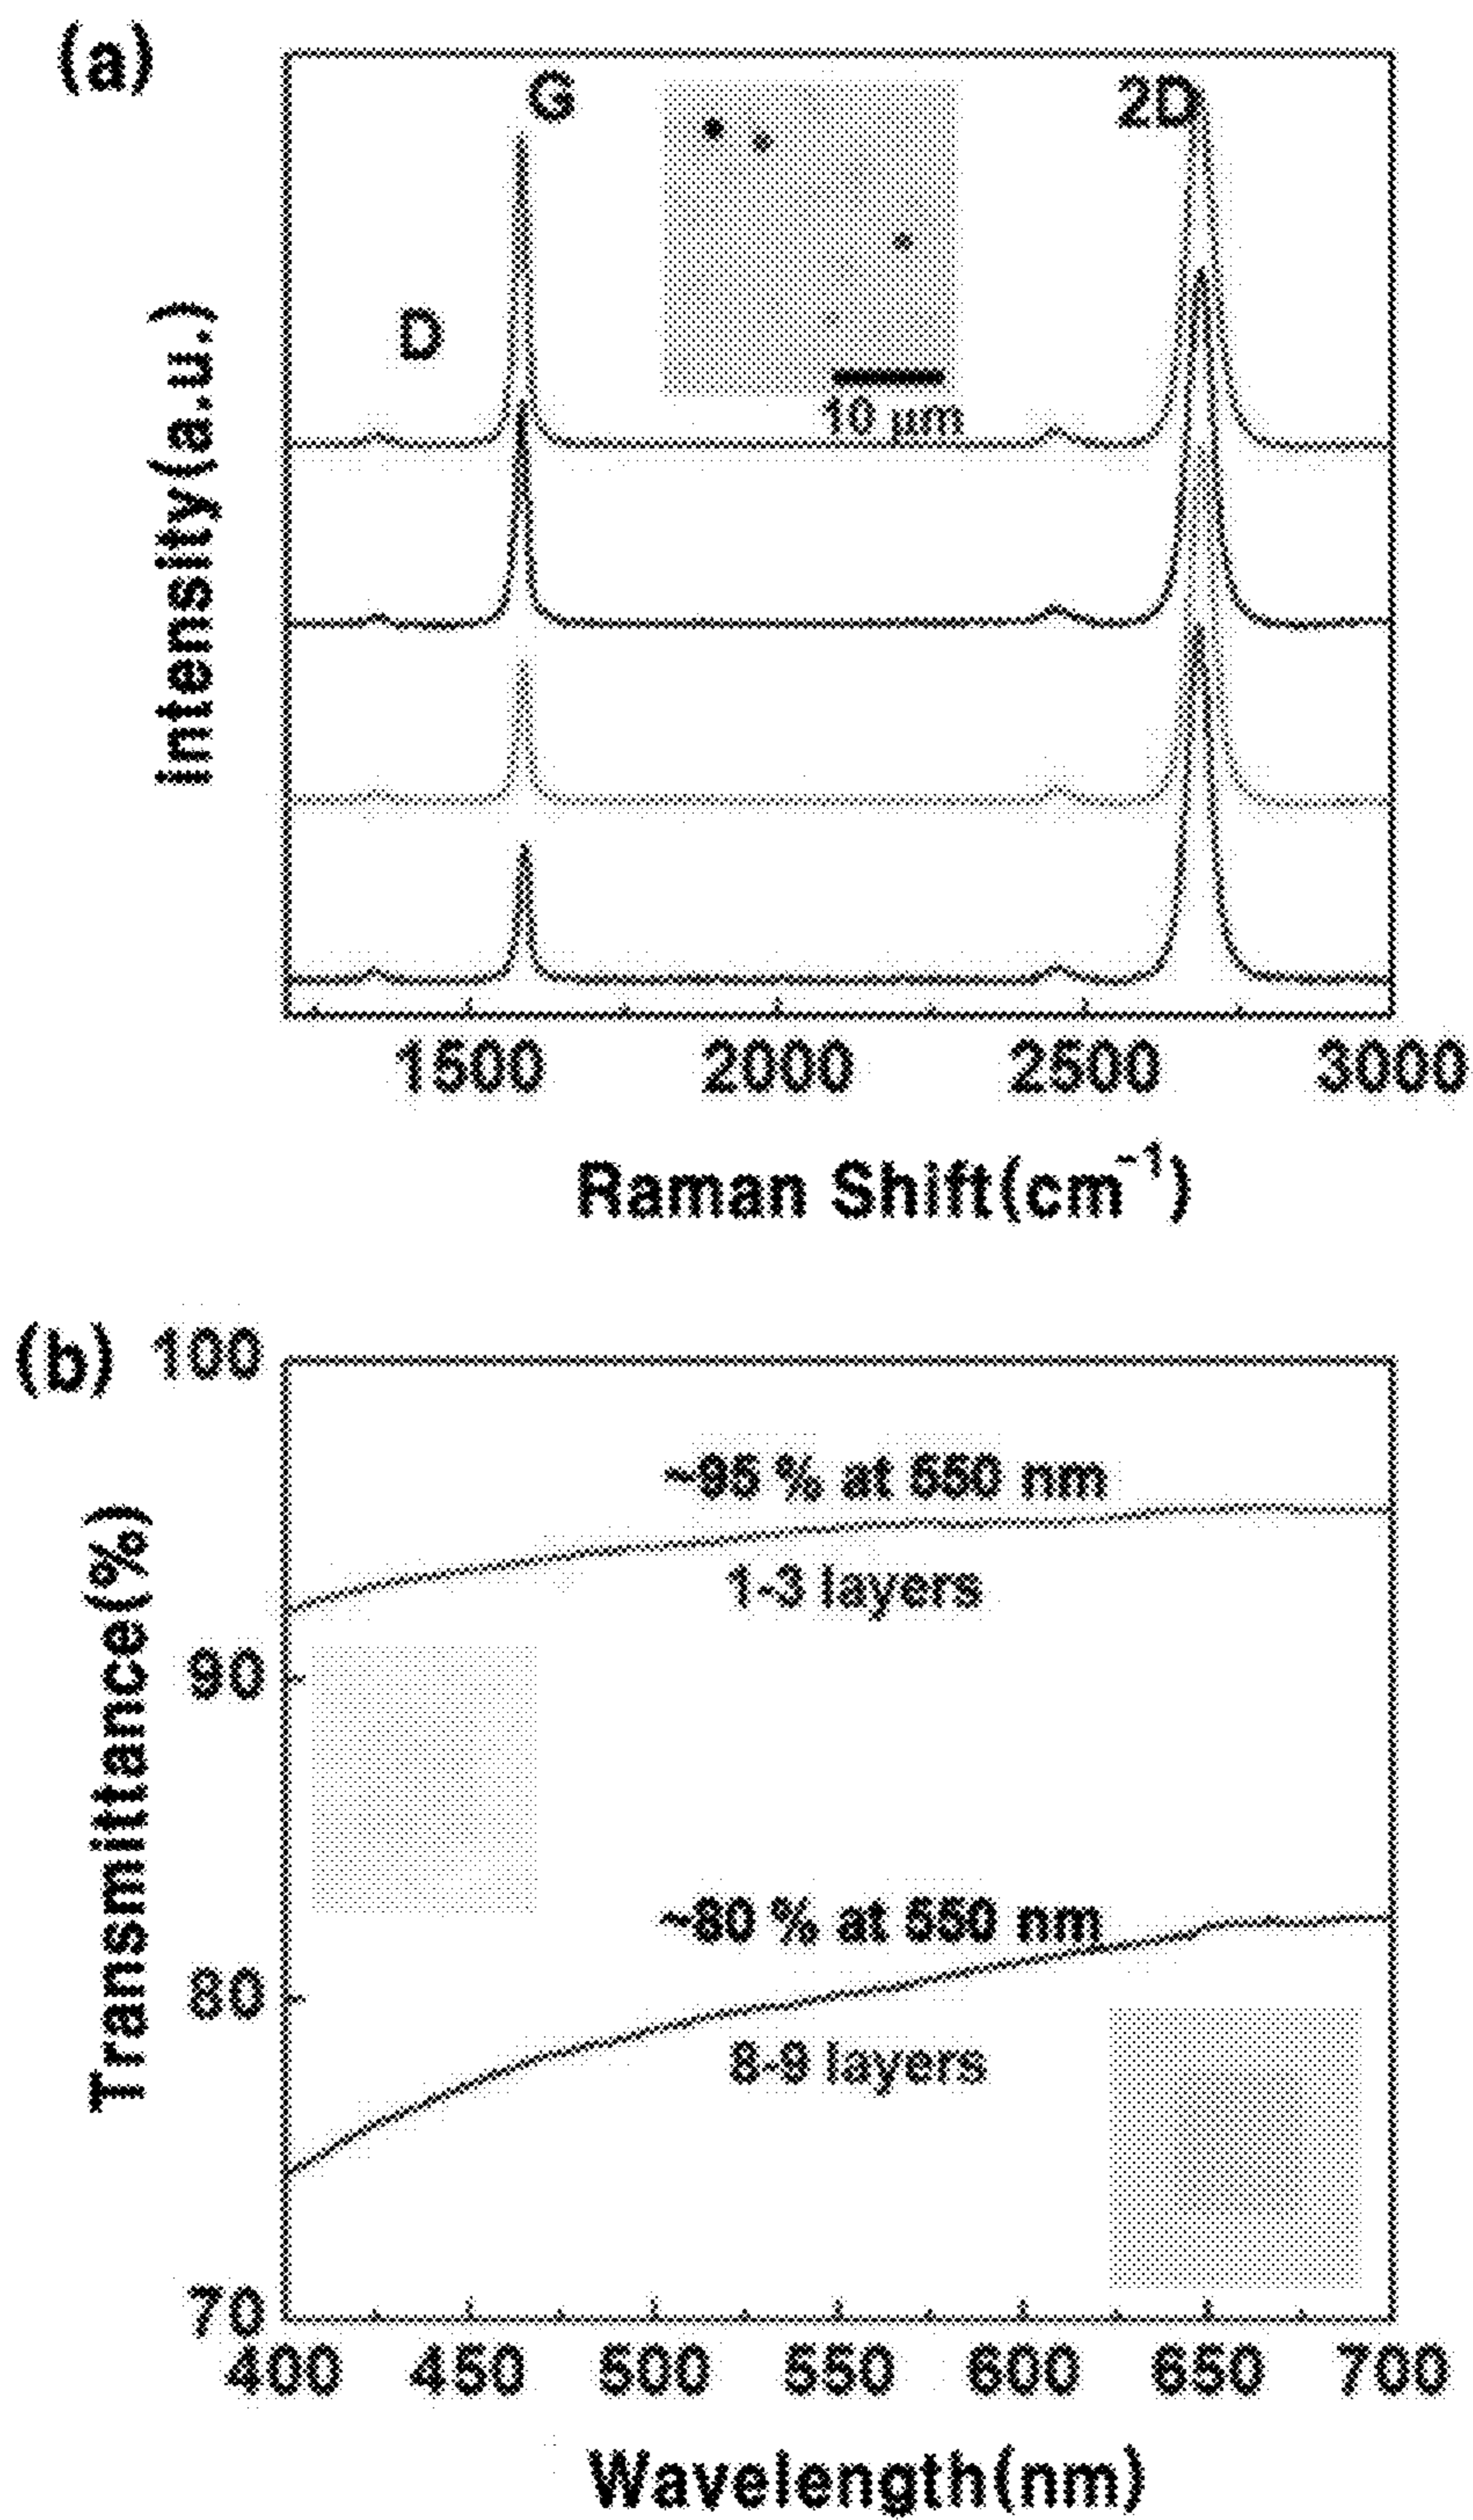 (a)
G
2D
D
10 μm
Intensity(a.u.)
1500 2000 2500 3000
Raman Shift(cm⁻¹)
(b)
100
~95 % at 550 nm
1-3 layers
90
Transmittance(%)
~80 % at 550 nm
80
8-9 layers
70
400 450 500 550 600 650 700
Wavelength(nm)